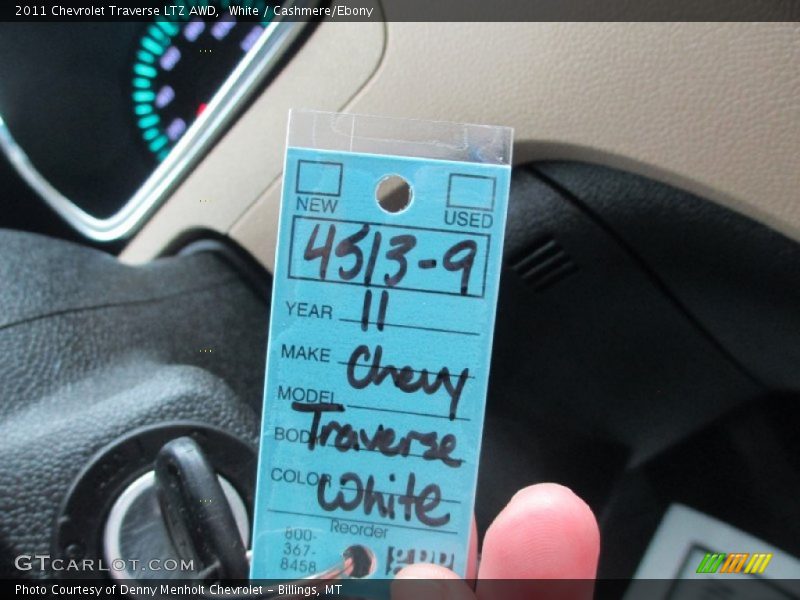 2011 Chevrolet Traverse LTZ AWD, White / Cashmere/Ebony
NEW USED
4513-9
YEAR 11
MAKE Chevy
MODEL
BODY Traverse
COLOR White
Reorder
800-
367-
8458
GTCARLOT.COM
Photo Courtesy of Denny Menholt Chevrolet - Billings, MT